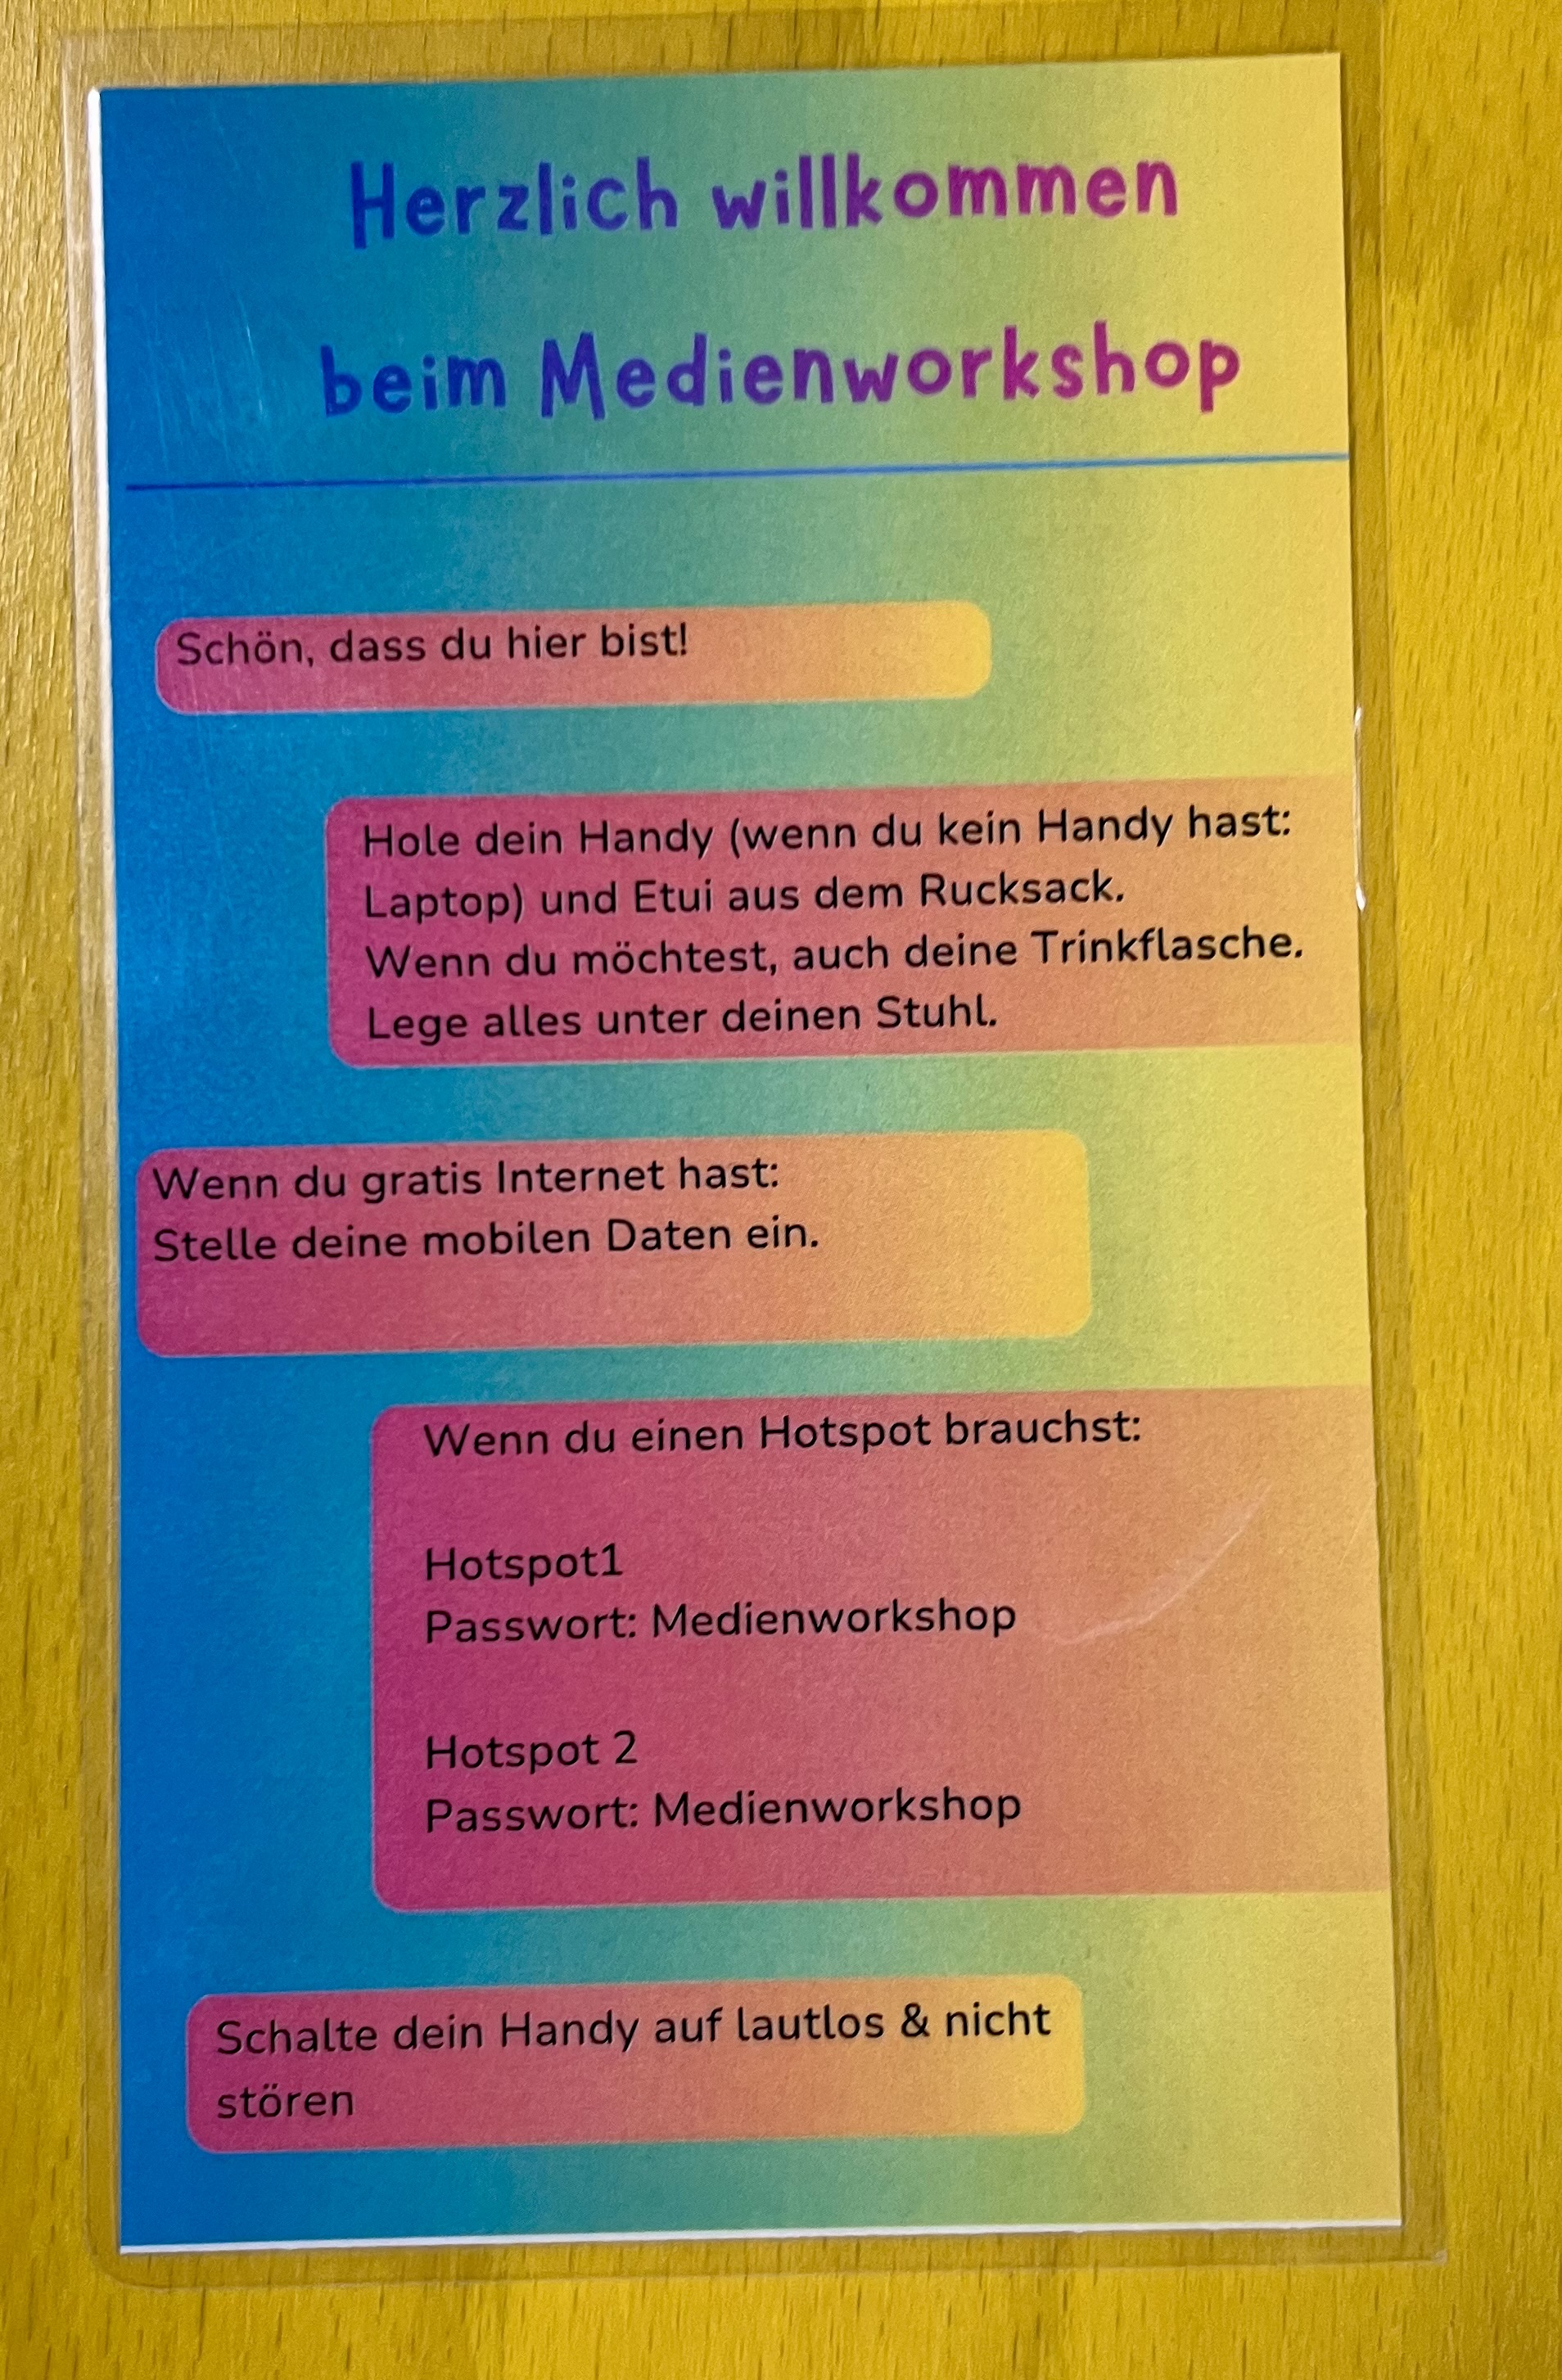 Herzlich willkommen
beim Medienworkshop
Schön, dass du hier bist!
Hole dein Handy (wenn du kein Handy hast:
Laptop) und Etui aus dem Rucksack.
Wenn du möchtest, auch deine Trinkflasche.
Lege alles unter deinen Stuhl.
Wenn du gratis Internet hast:
Stelle deine mobilen Daten ein.
Wenn du einen Hotspot brauchst:
Hotspot1
Passwort: Medienworkshop
Hotspot 2
Passwort: Medienworkshop
Schalte dein Handy auf lautlos & nicht
stören